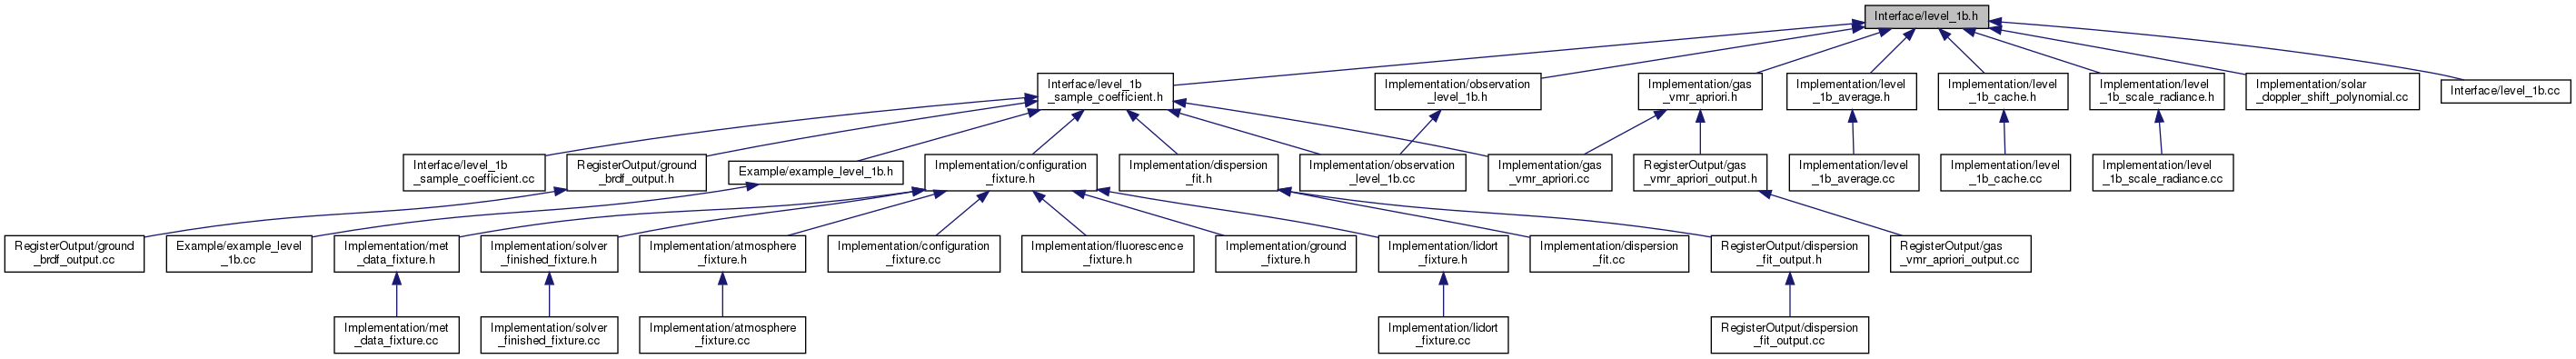 Interface/level_1b.h
Interface/level_1b
_sample_coefficient.h
Implementation/observation
_level_1b.h
Implementation/gas
_vmr_apriori.h
Implementation/level
_1b_average.h
Implementation/level
_1b_cache.h
Implementation/level
_1b_scale_radiance.h
Implementation/solar
_doppler_shift_polynomial.cc
Interface/level_1b.cc
Interface/level_1b
_sample_coefficient.cc
RegisterOutput/ground
_brdf_output.h
Example/example_level_1b.h
Implementation/configuration
_fixture.h
Implementation/dispersion
_fit.h
Implementation/observation
_level_1b.cc
Implementation/gas
_vmr_apriori.cc
RegisterOutput/gas
_vmr_apriori_output.h
Implementation/level
_1b_average.cc
Implementation/level
_1b_cache.cc
Implementation/level
_1b_scale_radiance.cc
RegisterOutput/ground
_brdf_output.cc
Example/example_level
_1b.cc
Implementation/met
_data_fixture.h
Implementation/solver
_finished_fixture.h
Implementation/atmosphere
_fixture.h
Implementation/configuration
_fixture.cc
Implementation/fluorescence
_fixture.h
Implementation/ground
_fixture.h
Implementation/lidort
_fixture.h
Implementation/dispersion
_fit.cc
RegisterOutput/dispersion
_fit_output.h
RegisterOutput/gas
_vmr_apriori_output.cc
Implementation/met
_data_fixture.cc
Implementation/solver
_finished_fixture.cc
Implementation/atmosphere
_fixture.cc
Implementation/lidort
_fixture.cc
RegisterOutput/dispersion
_fit_output.cc